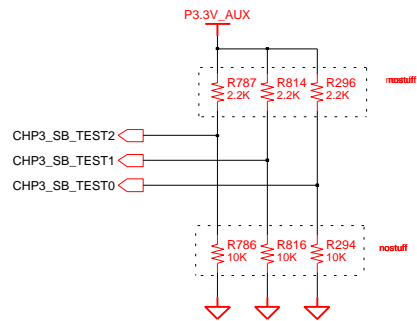 P3.3V_AUX
R787 R814 R296 nostuff
2.2K 2.2K 2.2K
CHP3_SB_TEST2
CHP3_SB_TEST1
CHP3_SB_TEST0
R786 R816 R294 nostuff
10K 10K 10K